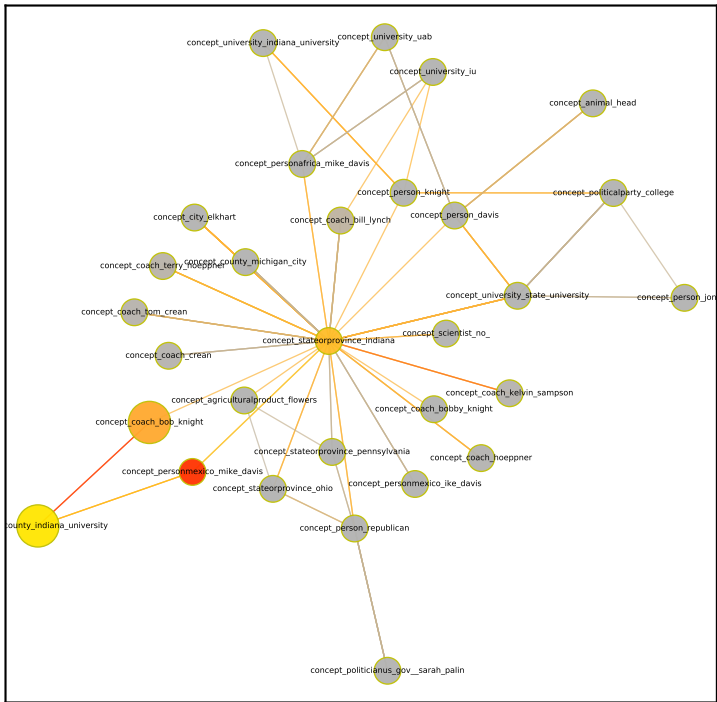 concept_university_uab
concept_university_indiana_university
concept_university_iu
concept_animal_head
concept_personafrica_mike_davis
concept_person_knight
concept_politicalparty_college
concept_city_elkhart
concept_coach_bill_lynch
concept_person_davis
concept_county_michigan_city
concept_coach_terry_hoeppner
concept_university_state_university
concept_person_jon
concept_coach_tom_crean
concept_scientist_no_
concept_stateorprovince_indiana
concept_coach_crean
concept_coach_kelvin_sampson
concept_agriculturalproduct_flowers
concept_coach_bobby_knight
concept_coach_bob_knight
concept_stateorprovince_pennsylvania
concept_coach_hoeppner
concept_personmexico_mike_davis
concept_personmexico_ike_davis
concept_stateorprovince_ohio
county_indiana_university
concept_person_republican
concept_politicianus_gov__sarah_palin